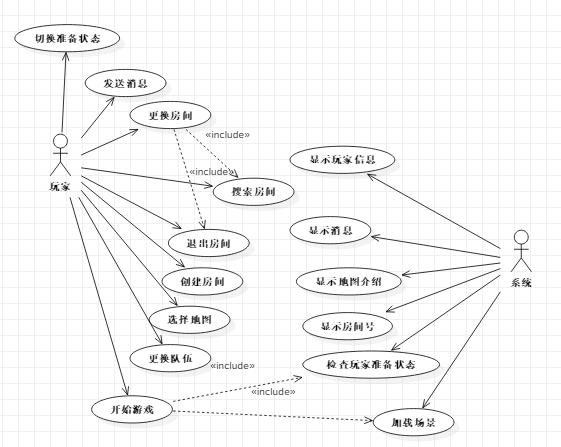 切换准备状态
发送消息
更换房间
«include»
显示玩家信息
«include»
玩家
搜索房间
显示消息
退出房间
创建房间
显示地图介绍
系统
选择地图
显示房间号
更换队伍
«include»
检查玩家准备状态
«include»
开始游戏
加载场景